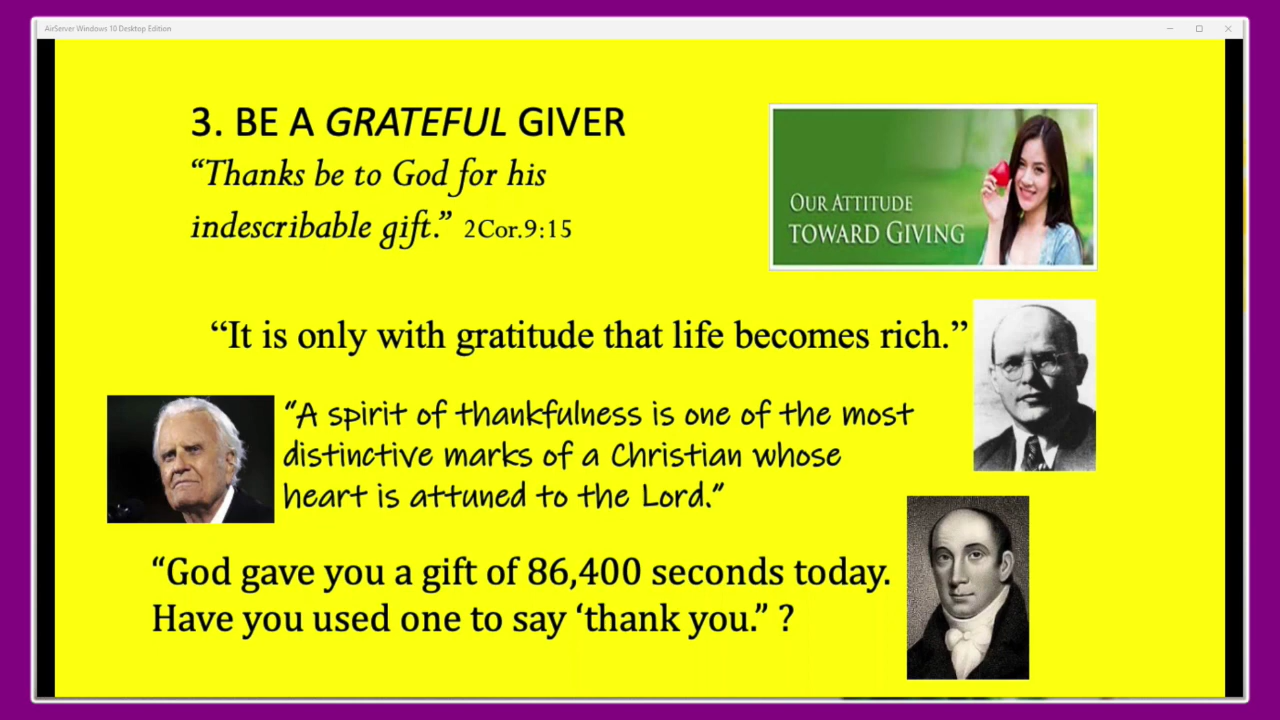 AirServer Windows 10 Desktop Edition
3. BE A GRATEFUL GIVER
“Thanks be to God for his
indescribable gift.” 2Cor.9:15
OUR ATTITUDE
TOWARD GIVING
“It is only with gratitude that life becomes rich.”
“A spirit of thankfulness is one of the most
distinctive marks of a Christian whose
heart is attuned to the Lord.”
“God gave you a gift of 86,400 seconds today.
Have you used one to say ‘thank you.” ?